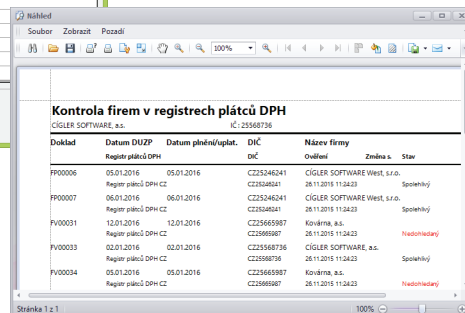 Náhled
Soubor Zobrazit Pozadí
100%
Kontrola firem v registrech plátců DPH
CÍGLER SOFTWARE, a.s. IČ: 25568736
Doklad Datum DUZP Datum plnění/uplat. DIČ Název firmy
Registr plátců DPH DIČ Ověření Změna s. Stav
FP00006 05.01.2016 05.01.2016 CZ25246241 CÍGLER SOFTWARE West, s.r.o.
Registr plátců DPH CZ CZ25246241 26.11.2015 11:24:23 Spolehlivý
FP00007 06.01.2016 06.01.2016 CZ25246241 CÍGLER SOFTWARE West, s.r.o.
Registr plátců DPH CZ CZ25246241 26.11.2015 11:24:23 Spolehlivý
FV00031 12.01.2016 12.01.2016 CZ25665987 Kovárna, a.s.
Registr plátců DPH CZ CZ25665987 26.11.2015 11:24:23 Nedohledaný
FV00033 02.01.2016 02.01.2016 CZ25568736 CÍGLER SOFTWARE, a.s.
Registr plátců DPH CZ CZ25568736 26.11.2015 11:24:23 Spolehlivý
FV00034 05.01.2016 05.01.2016 CZ25665987 Kovárna, a.s.
Registr plátců DPH CZ CZ25665987 26.11.2015 11:24:23 Nedohledaný
Stránka 1 z 1 100%